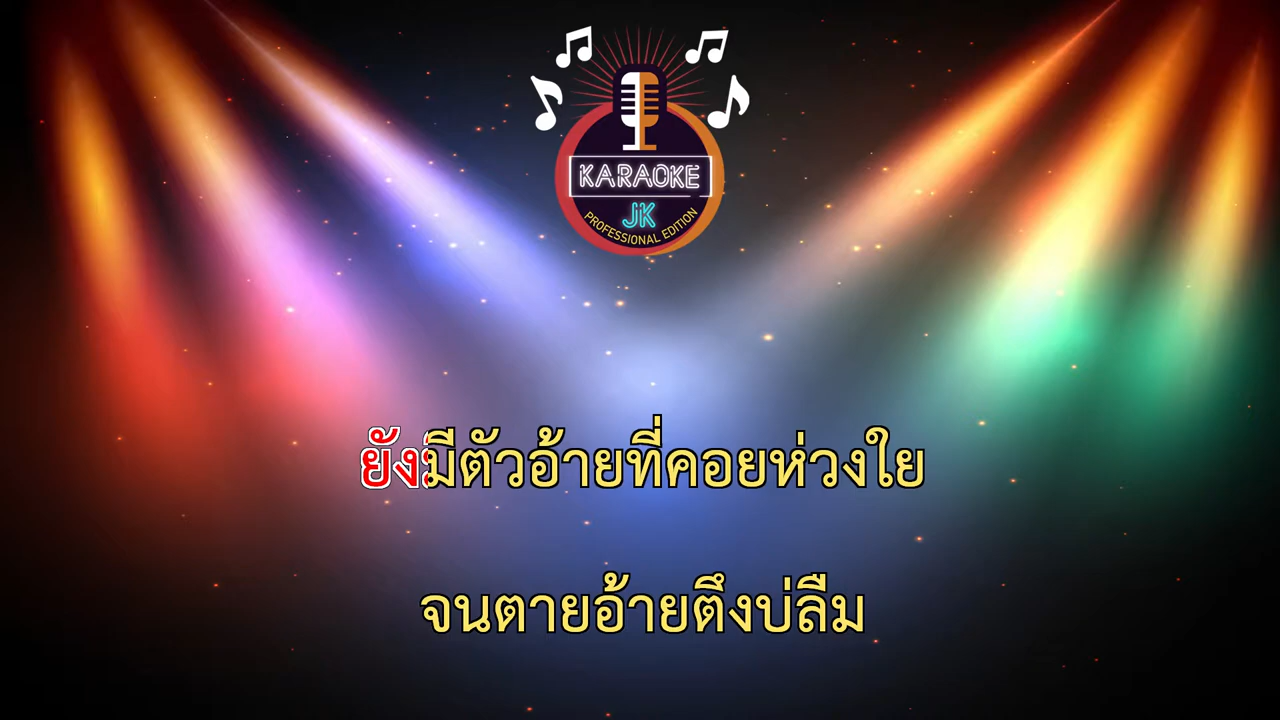 KARAOKE
JK
PROFESSIONAL EDITION
ยังมีตัวอ้ายที่คอยห่วงใย
จนตายอ้ายตึงบ่ลืม